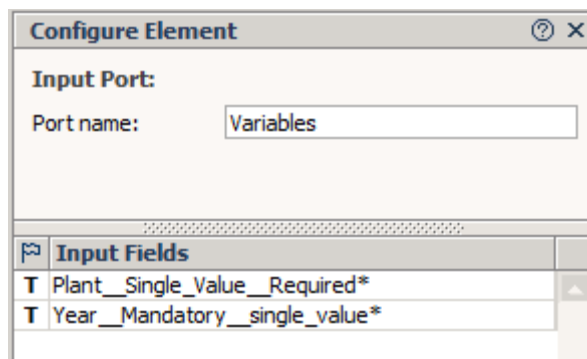 Configure Element
Input Port:
Port name: Variables
Input Fields
T Plant__Single_Value__Required*
T Year__Mandatory__single_value*